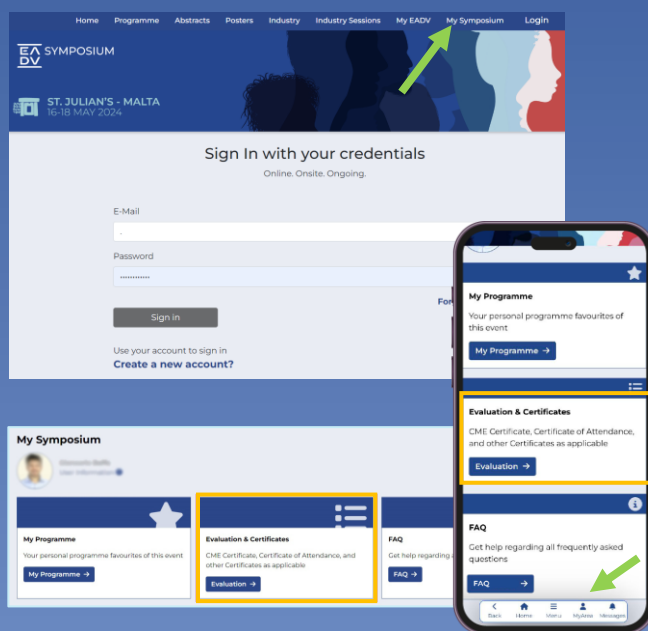 Home Programme Abstracts Posters Industry Industry Sessions My EADV My Symposium Login
EADV SYMPOSIUM
ST. JULIAN'S - MALTA
16-18 MAY 2024
Sign In with your credentials
Online. Onsite. Ongoing.
E-Mail
.
Password
............
For
Sign in
Use your account to sign in
Create a new account?
My Symposium
User Information
My Programme
Your personal programme favourites of this event
My Programme →
Evaluation & Certificates
CME Certificate, Certificate of Attendance, and
other Certificates as applicable
Evaluation →
FAQ
Get help regarding a
FAQ →
My Programme
Your personal programme favourites of
this event
My Programme →
Evaluation & Certificates
CME Certificate, Certificate of Attendance,
and other Certificates as applicable
Evaluation →
FAQ
Get help regarding all frequently asked
questions
FAQ →
Back Home Menu MyArea Messages